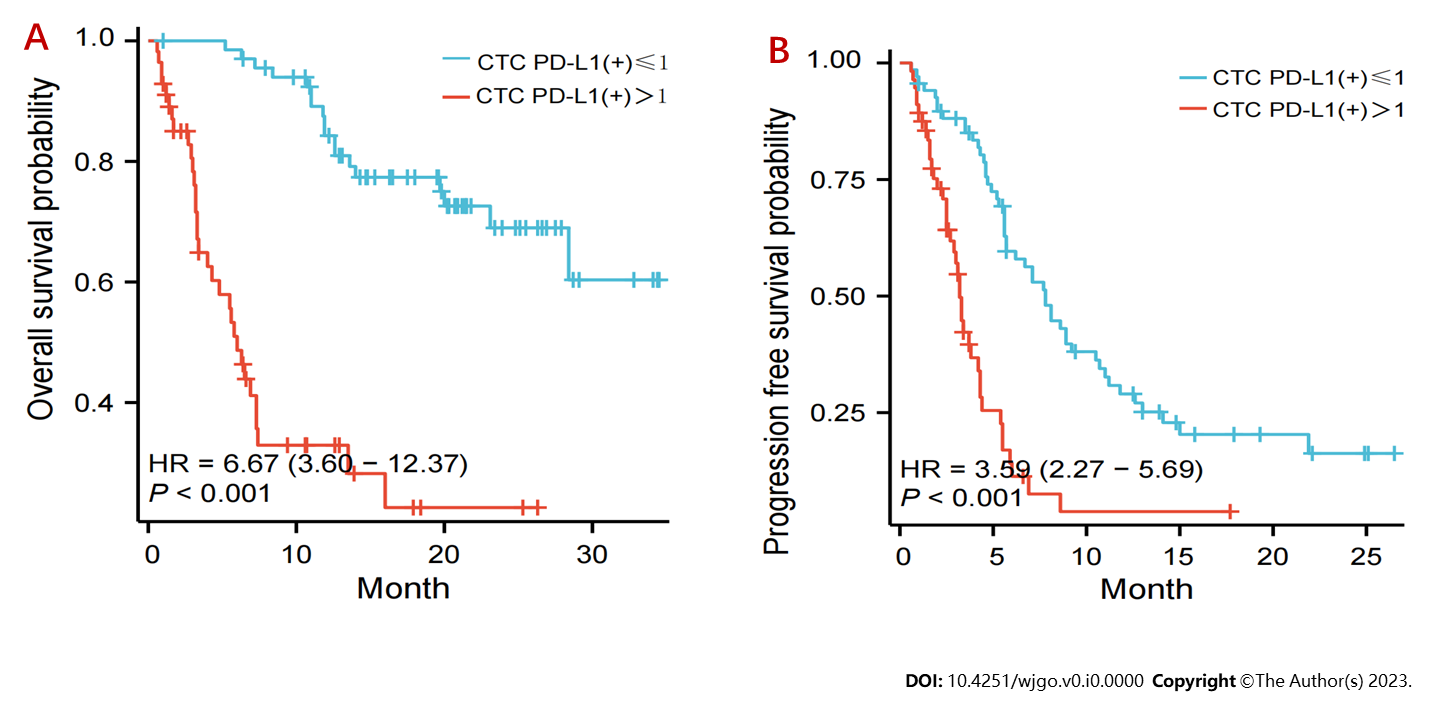 A
1.0
0.8
0.6
0.4
Overall survival probability
CTC PD-L1(+)≤1
CTC PD-L1(+)>1
HR = 6.67 (3.60 − 12.37)
P < 0.001
0 10 20 30
Month
B
1.00
0.75
0.50
0.25
Progression free survival probability
CTC PD-L1(+)≤1
CTC PD-L1(+)>1
HR = 3.59 (2.27 − 5.69)
P < 0.001
0 5 10 15 20 25
Month
DOI: 10.4251/wjgo.v0.i0.0000 Copyright ©The Author(s) 2023.